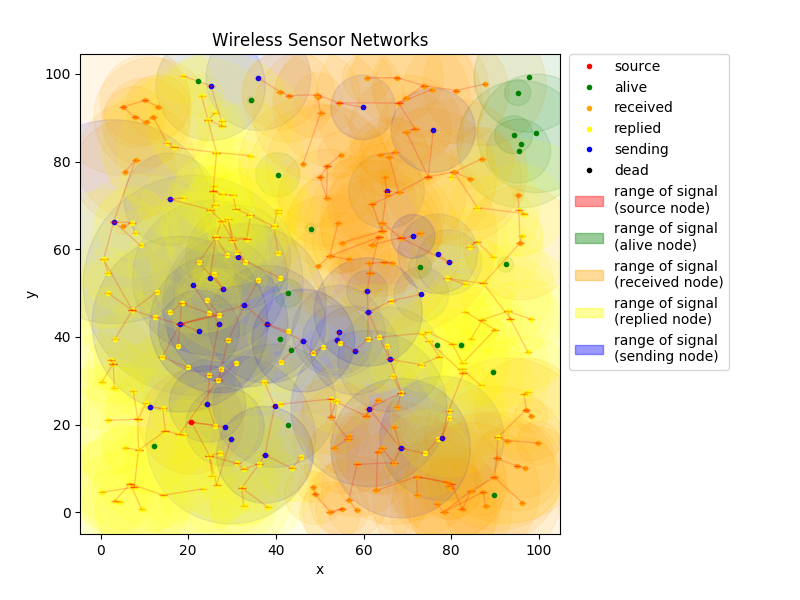 Wireless Sensor Networks
100
80
60
40
20
0
y
0 20 40 60 80 100
x
source
alive
received
replied
sending
dead
range of signal
(source node)
range of signal
(alive node)
range of signal
(received node)
range of signal
(replied node)
range of signal
(sending node)